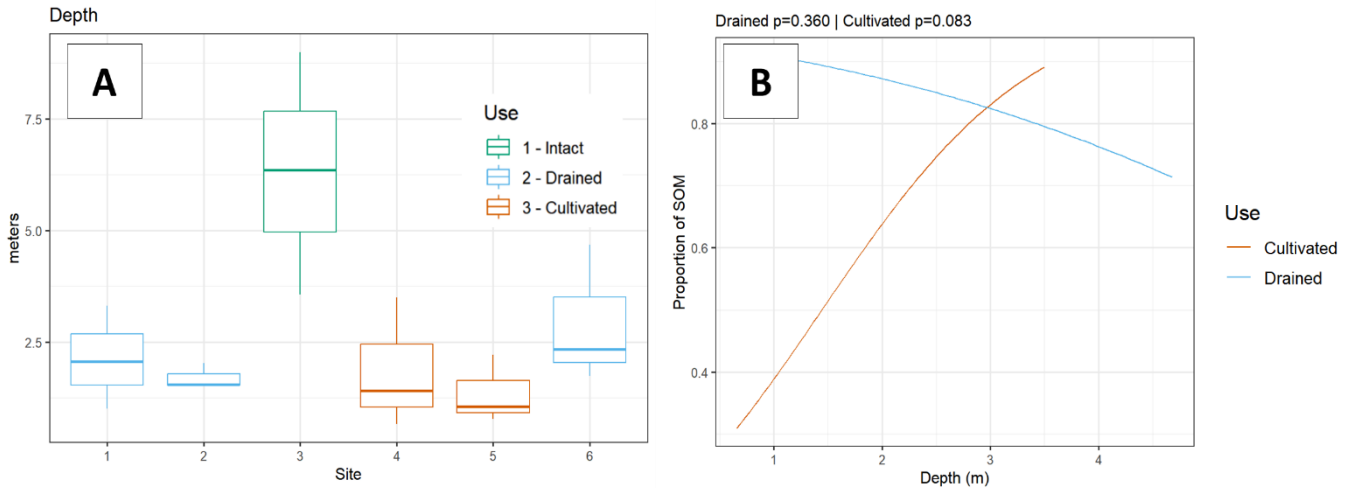 Depth
A
7.5
5.0
2.5
meters
1
2
3
4
5
6
Site
Use
1 - Intact
2 - Drained
3 - Cultivated
Drained p=0.360 | Cultivated p=0.083
B
0.8
0.6
0.4
Proportion of SOM
1
2
3
4
Depth (m)
Use
Cultivated
Drained